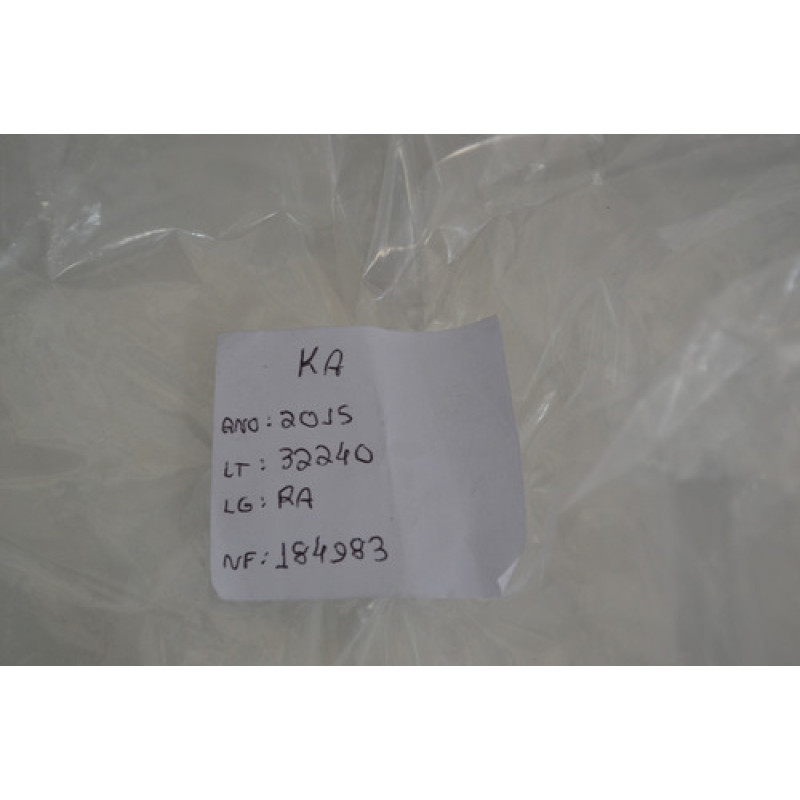 KA
ANO: 2015
LT: 32240
LG: RA
NF: 184983